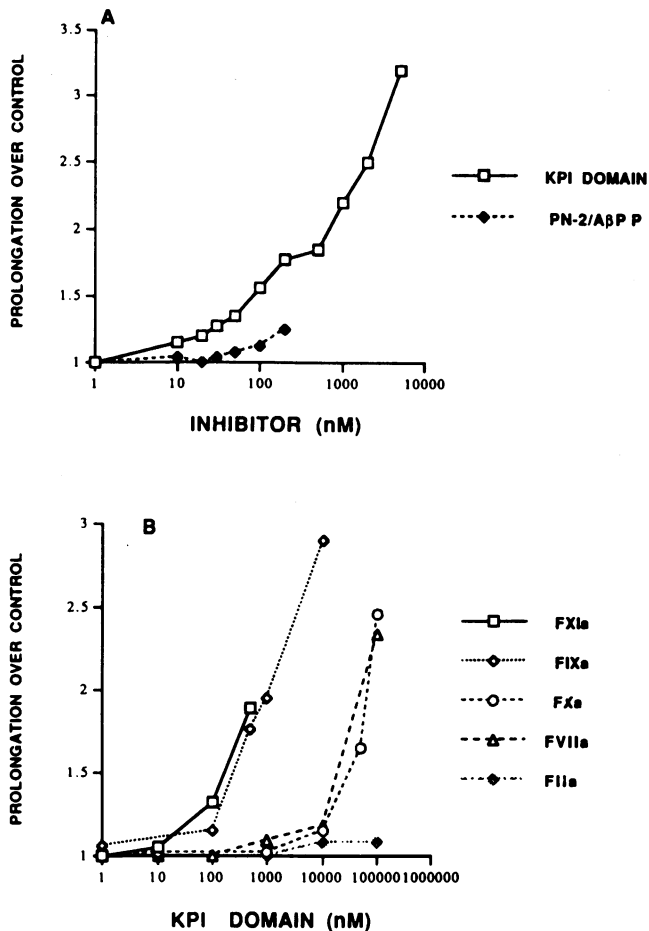 A
3.5
3
2.5
2
1.5
1
PROLONGATION OVER CONTROL
1
10
100
1000
10000
INHIBITOR (nM)
KPI DOMAIN
PN-2/AβPP
B
3
2.5
2
1.5
1
PROLONGATION OVER CONTROL
1
10
100
1000
10000
100000
1000000
KPI DOMAIN (nM)
FXIa
FIXa
FXa
FVIIa
FIIa